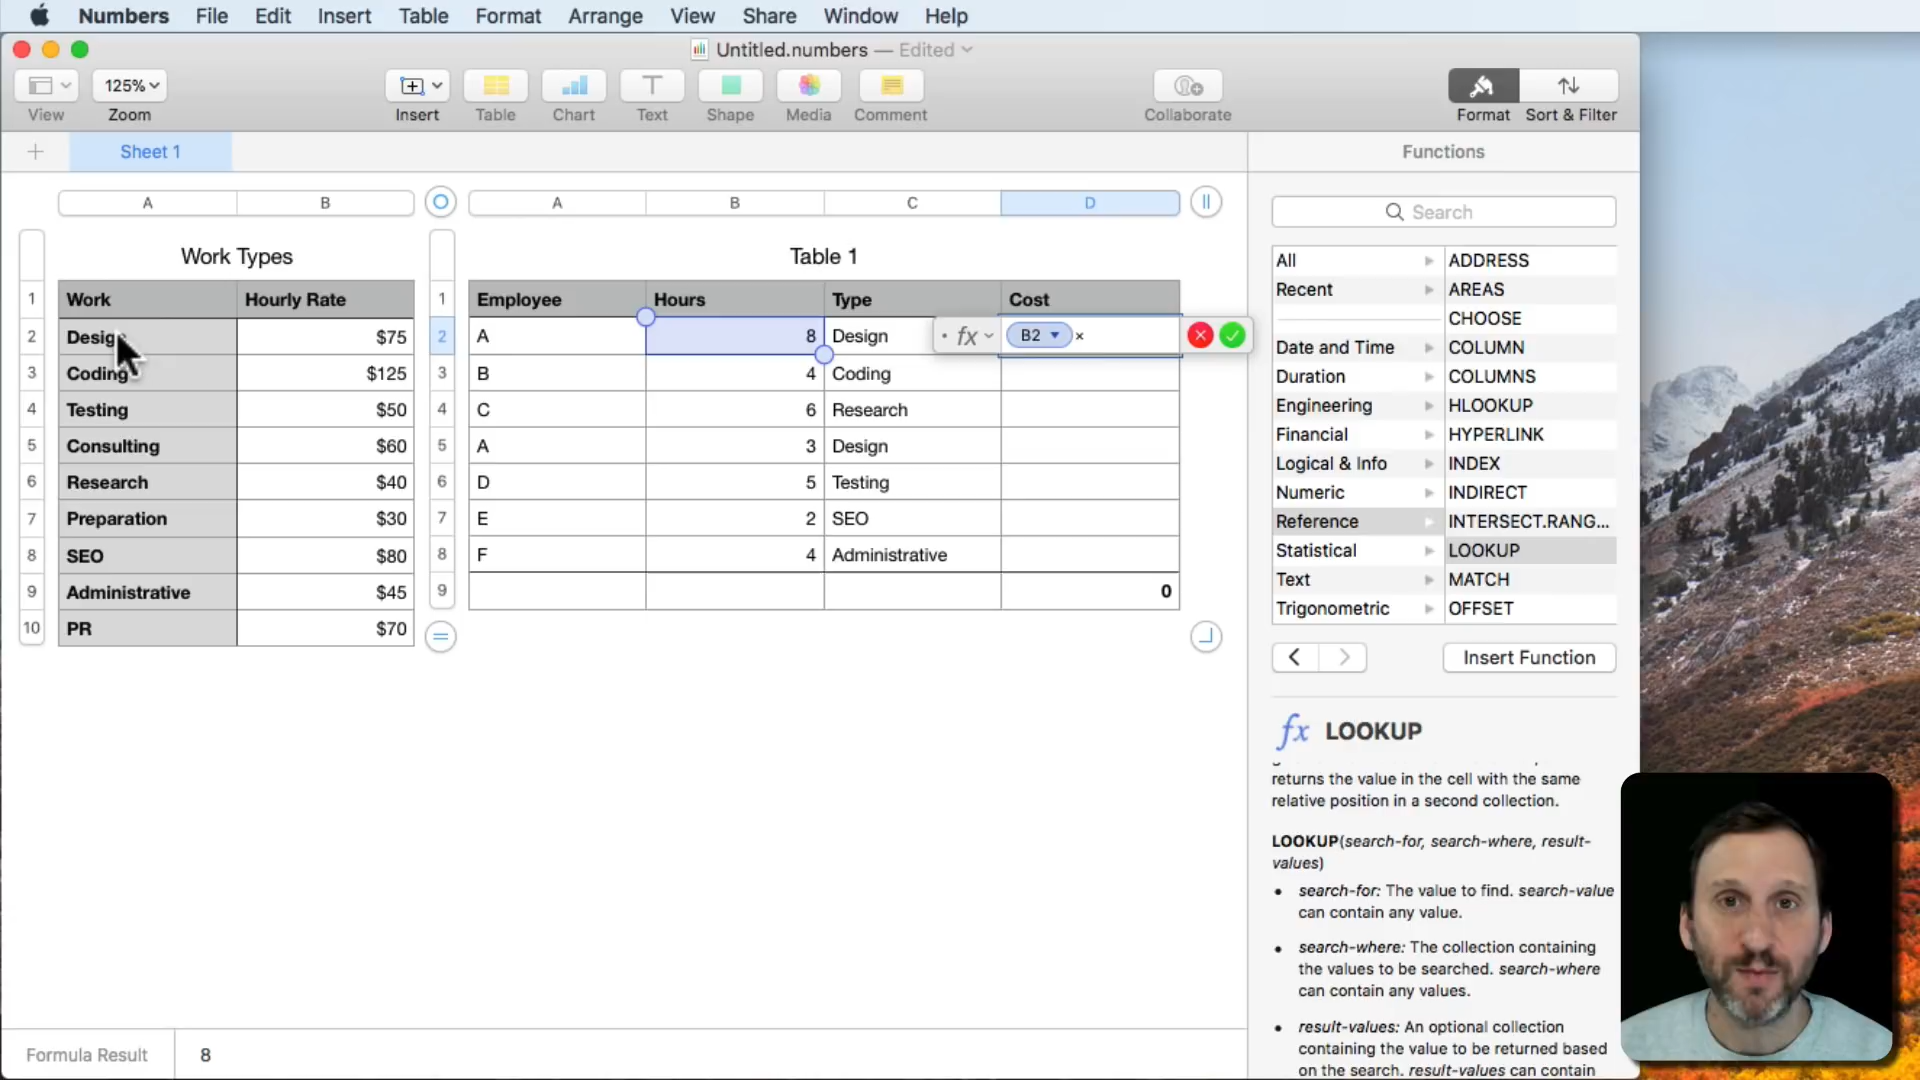 Numbers File Edit Insert Table Format Arrange View Share Window Help
Untitled.numbers — Edited
125%
View Zoom Insert Table Chart Text Shape Media Comment Collaborate Format Sort & Filter
Sheet 1
Functions
A B A B C D
Search
Work Types
Table 1
1 Work Hourly Rate
2 Design $75
3 Coding $125
4 Testing $50
5 Consulting $60
6 Research $40
7 Preparation $30
8 SEO $80
9 Administrative $45
10 PR $70
1 Employee Hours Type Cost
2 A 8 Design fx B2 ×
3 B 4 Coding
4 C 6 Research
5 A 3 Design
6 D 5 Testing
7 E 2 SEO
8 F 4 Administrative
9 0
All
Recent
Date and Time
Duration
Engineering
Financial
Logical & Info
Numeric
Reference
Statistical
Text
Trigonometric
ADDRESS
AREAS
CHOOSE
COLUMN
COLUMNS
HLOOKUP
HYPERLINK
INDEX
INDIRECT
INTERSECT.RANG...
LOOKUP
MATCH
OFFSET
Insert Function
fx LOOKUP
returns the value in the cell with the same
relative position in a second collection.
LOOKUP(search-for, search-where, result-
values)
• search-for: The value to find. search-value
can contain any value.
• search-where: The collection containing
the values to be searched. search-where
can contain any values.
• result-values: An optional collection
containing the value to be returned based
on the search. result-values can contain
Formula Result 8